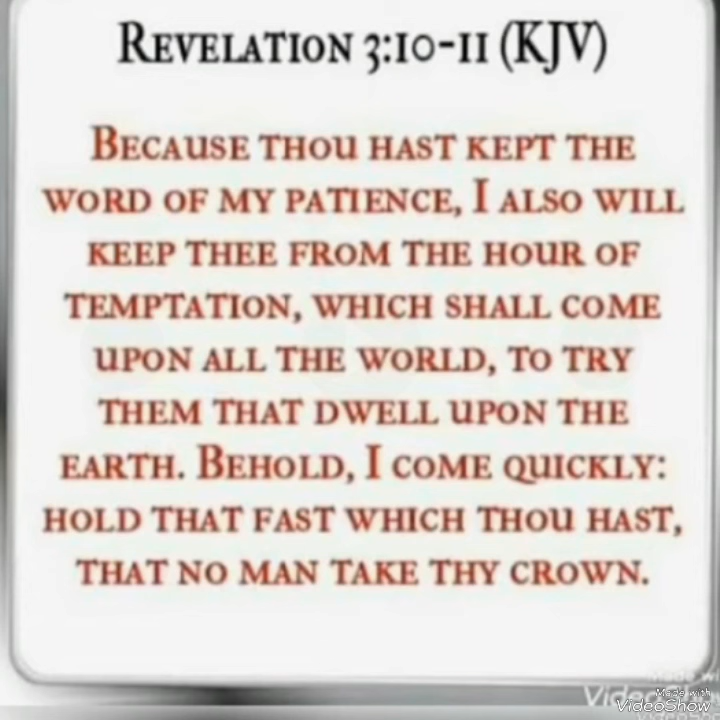 Revelation 3:10-11 (KJV)
Because thou hast kept the
word of my patience, I also will
keep thee from the hour of
temptation, which shall come
upon all the world, to try
them that dwell upon the
earth. Behold, I come quickly:
hold that fast which thou hast,
that no man take thy crown.
Made with
VideoShow